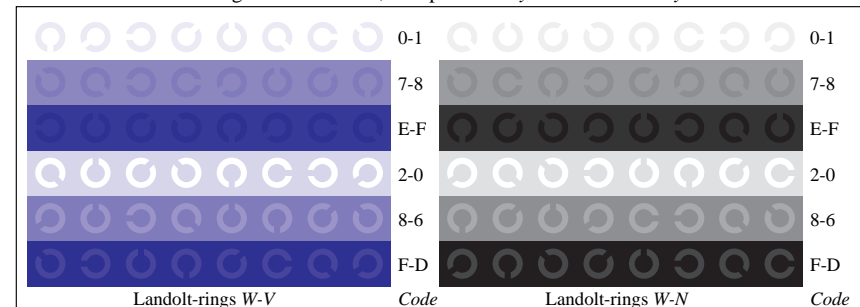 0-1 0-1
7-8 7-8
E-F E-F
2-0 2-0
8-6 8-6
F-D F-D
Landolt-rings W-V Code Landolt-rings W-N Code